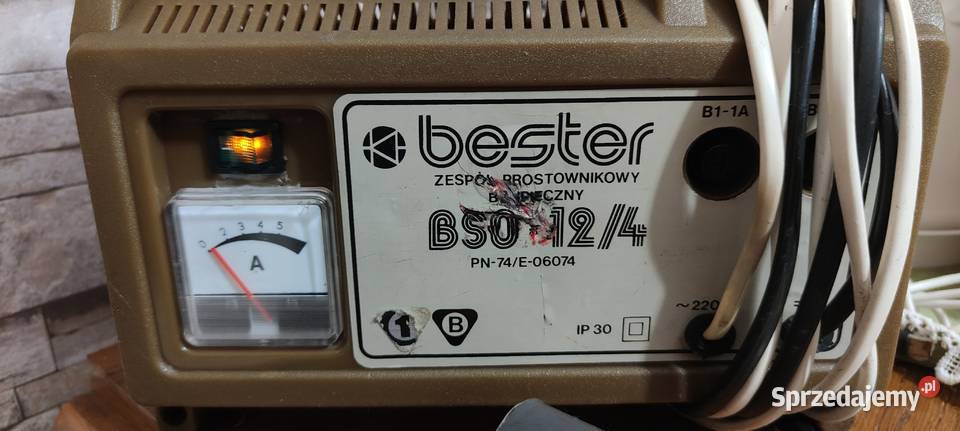 bester
ZESPÓŁ PROSTOWNIKOWY
BEZPIECZNY
BSO-12/4
PN-74/E-06074
B1-1A
B
0 2 3 4 5
A
1
B
IP 30
~220
Sprzedajemy.pl